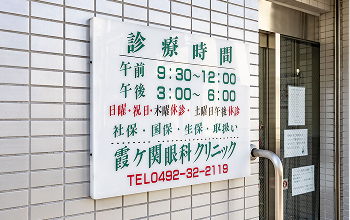 診療時間
午前 9:30~12:00
午後 3:00~6:00
日曜・祝日・木曜休診・土曜日午後休診
社保・国保・生保・取扱い
霞ケ関眼科クリニック
TEL0492-32-2119